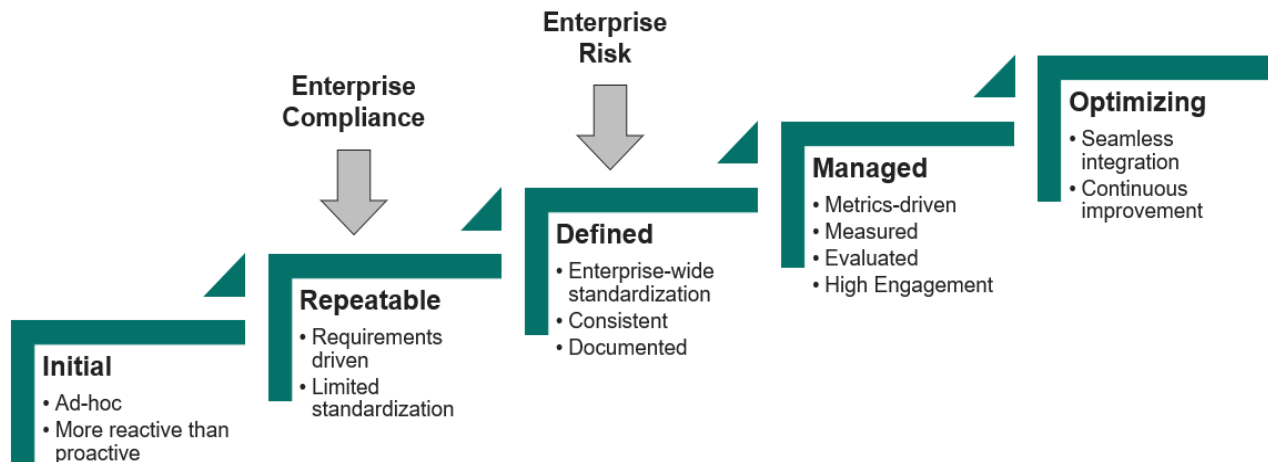 Enterprise
Compliance
Enterprise
Risk
Initial
• Ad-hoc
• More reactive than
proactive
Repeatable
• Requirements
driven
• Limited
standardization
Defined
• Enterprise-wide
standardization
• Consistent
• Documented
Managed
• Metrics-driven
• Measured
• Evaluated
• High Engagement
Optimizing
• Seamless
integration
• Continuous
improvement